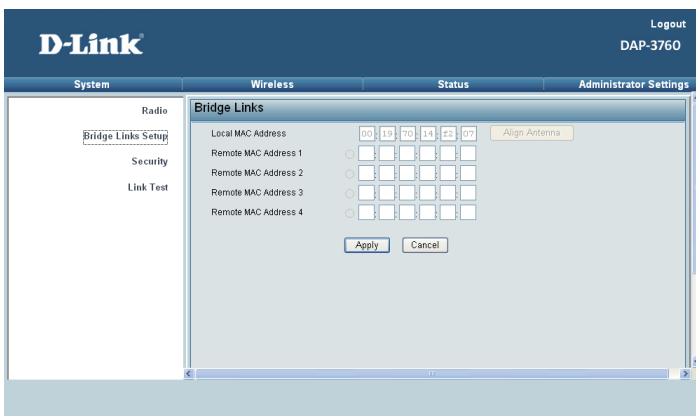 Logout
D-Link
DAP-3760
System Wireless Status Administrator Settings
Radio
Bridge Links Setup
Security
Link Test
Bridge Links
Local MAC Address 00 : 19 : 70 : 14 : f2 : 07 Align Antenna
Remote MAC Address 1 : : : : :
Remote MAC Address 2 : : : : :
Remote MAC Address 3 : : : : :
Remote MAC Address 4 : : : : :
Apply Cancel